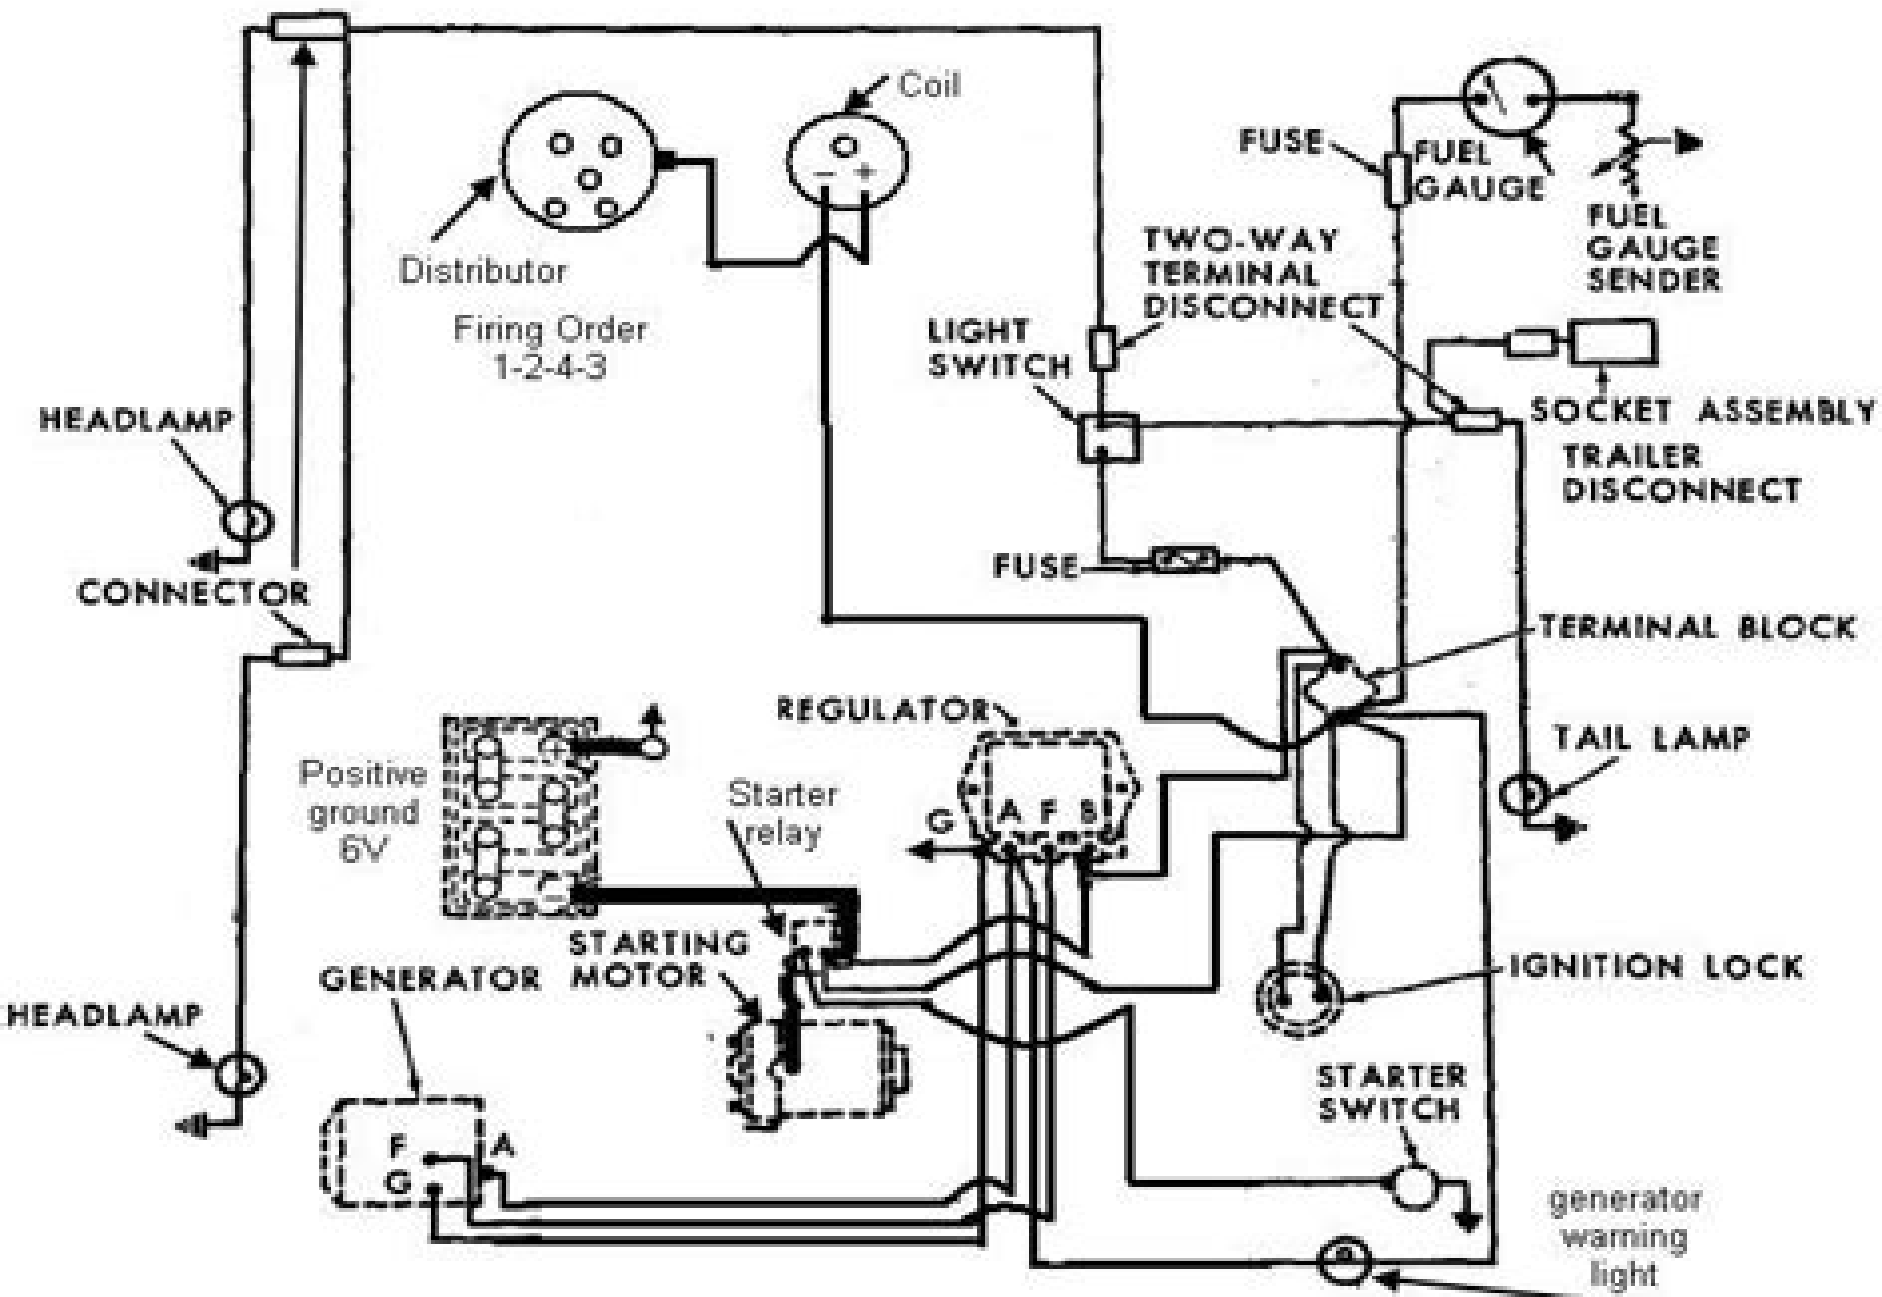 Coil
FUSE
FUEL
GAUGE
FUEL
GAUGE
SENDER
TWO-WAY
TERMINAL
DISCONNECT
- +
Distributor
Firing Order
1-2-4-3
LIGHT
SWITCH
SOCKET ASSEMBLY
TRAILER
DISCONNECT
HEADLAMP
FUSE
CONNECTOR
TERMINAL BLOCK
REGULATOR
TAIL LAMP
Positive
ground
6V
+
-
Starter
relay
G A F B
STARTING
MOTOR
GENERATOR
IGNITION LOCK
HEADLAMP
STARTER
SWITCH
F A
G
generator
warning
light